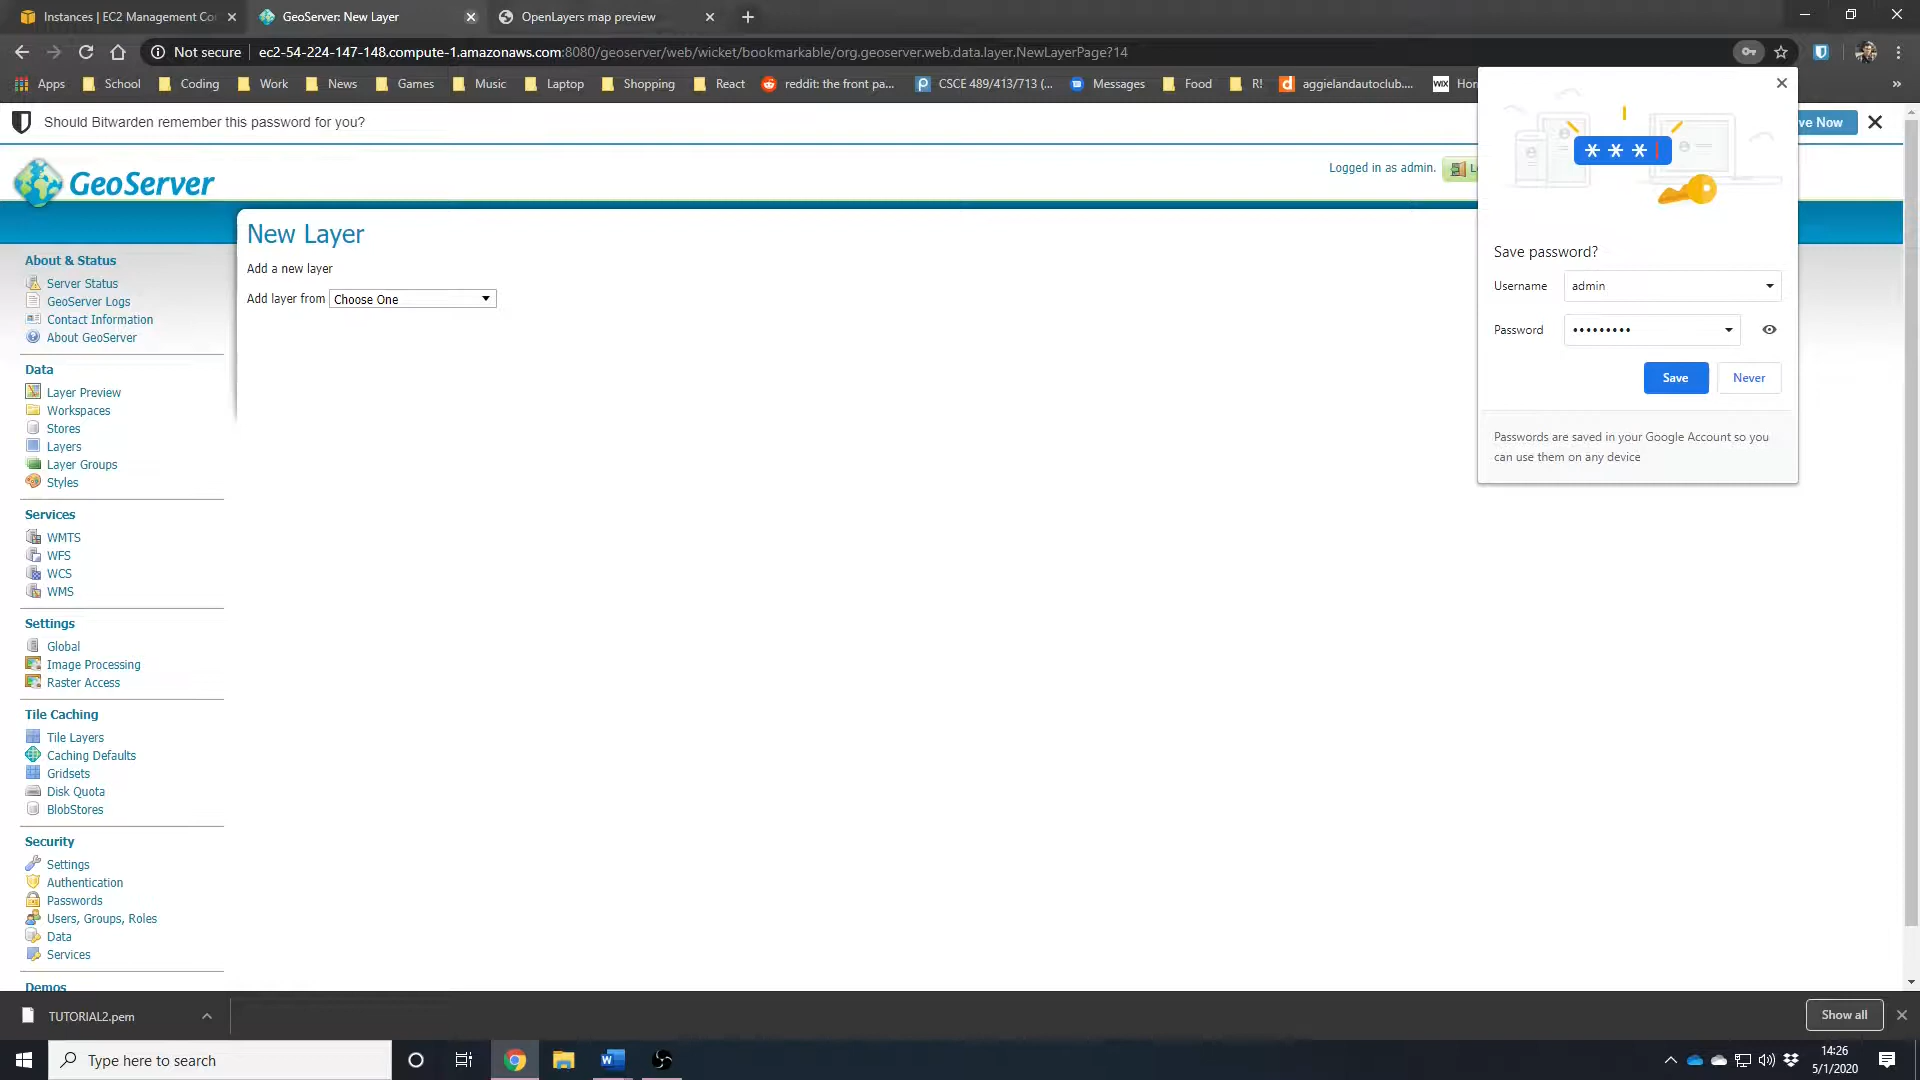 Instances | EC2 Management Co
GeoServer: New Layer
OpenLayers map preview
Not secure
ec2-54-224-147-148.compute-1.amazonaws.com:8080/geoserver/web/wicket/bookmarkable/org.geoserver.web.data.layer.NewLayerPage?14
Apps
School
Coding
Work
News
Games
Music
Laptop
Shopping
React
reddit: the front pa...
CSCE 489/413/713 (...
Messages
Food
R!
aggielandautoclub....
WIX
Hor
Should Bitwarden remember this password for you?
ve Now
GeoServer
Logged in as admin.
New Layer
Add a new layer
Add layer from Choose One
About & Status
Server Status
GeoServer Logs
Contact Information
About GeoServer
Data
Layer Preview
Workspaces
Stores
Layers
Layer Groups
Styles
Services
WMTS
WFS
WCS
WMS
Settings
Global
Image Processing
Raster Access
Tile Caching
Tile Layers
Caching Defaults
Gridsets
Disk Quota
BlobStores
Security
Settings
Authentication
Passwords
Users, Groups, Roles
Data
Services
Demos
Save password?
Username admin
Password •••••••••
Save
Never
Passwords are saved in your Google Account so you
can use them on any device
TUTORIAL2.pem
Show all
Type here to search
14:26
5/1/2020